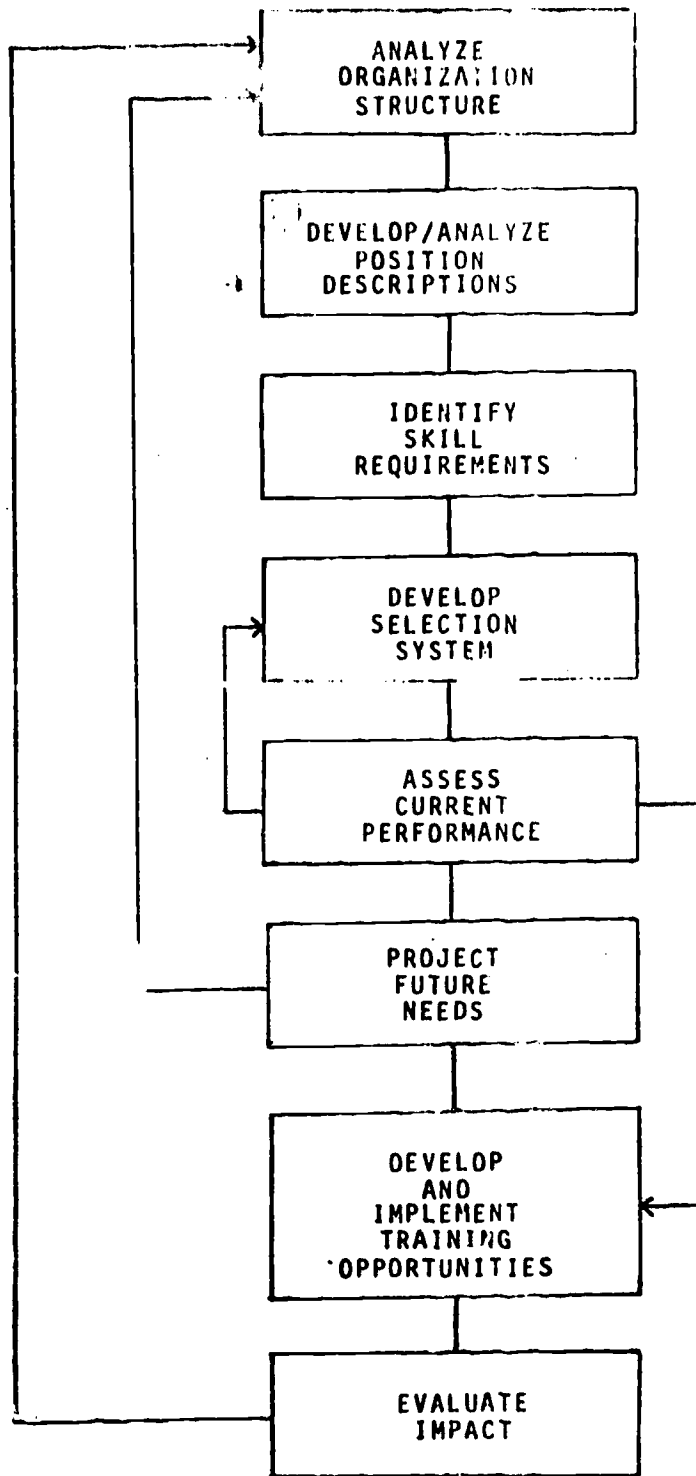 ANALYZE
ORGANIZATION
STRUCTURE
DEVELOP/ANALYZE
POSITION
DESCRIPTIONS
IDENTIFY
SKILL
REQUIREMENTS
DEVELOP
SELECTION
SYSTEM
ASSESS
CURRENT
PERFORMANCE
PROJECT
FUTURE
NEEDS
DEVELOP
AND
IMPLEMENT
TRAINING
OPPORTUNITIES
EVALUATE
IMPACT